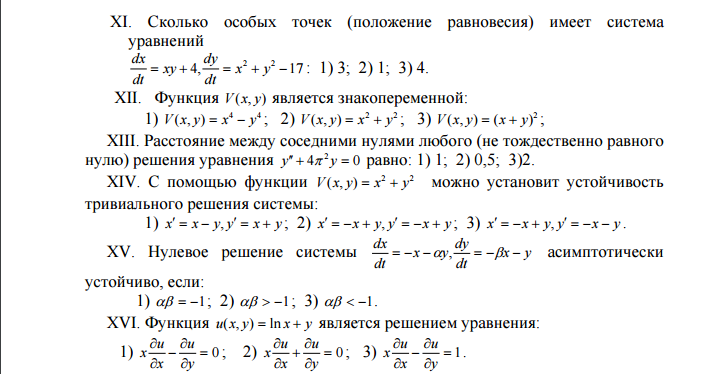 XI. Сколько особых точек (положение равновесия) имеет система
уравнений
dx/dt = xy + 4, dy/dt = x² + y² − 17 : 1) 3; 2) 1; 3) 4.
XII. Функция V(x, y) является знакопеременной:
1) V(x, y) = x⁴ − y⁴; 2) V(x, y) = x² + y²; 3) V(x, y) = (x + y)²;
XIII. Расстояние между соседними нулями любого (не тождественно равного
нулю) решения уравнения y″ + 4π²y = 0 равно: 1) 1; 2) 0,5; 3)2.
XIV. С помощью функции V(x, y) = x² + y² можно установит устойчивость
тривиального решения системы:
1) x′ = x − y, y′ = x + y; 2) x′ = −x + y, y′ = −x + y; 3) x′ = −x + y, y′ = −x − y.
XV. Нулевое решение системы dx/dt = −x − αy, dy/dt = −βx − y асимптотически
устойчиво, если:
1) αβ = −1; 2) αβ > −1; 3) αβ < −1.
XVI. Функция u(x, y) = ln x + y является решением уравнения:
1) x ∂u/∂x − ∂u/∂y = 0; 2) x ∂u/∂x + ∂u/∂y = 0; 3) x ∂u/∂x − ∂u/∂y = 1.